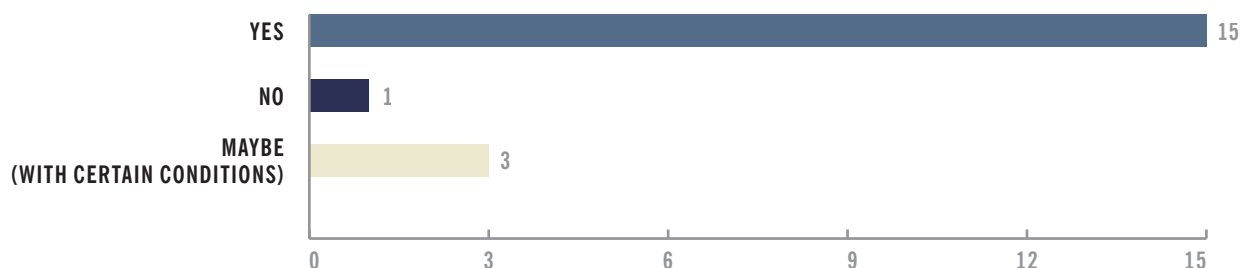 YES 15
NO 1
MAYBE
(WITH CERTAIN CONDITIONS) 3
0 3 6 9 12 15